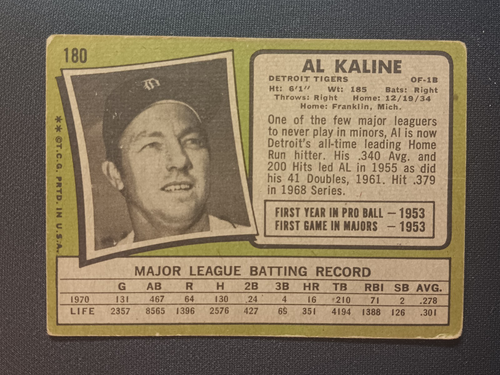 180
★★©T.C.G. PRTD. IN U.S.A.
AL KALINE
DETROIT TIGERS OF-1B
Ht: 6'1" Wt: 185 Bats: Right
Throws: Right Home: 12/19/34
Home: Franklin, Mich.
One of the few major leaguers
to never play in minors, Al is now
Detroit's all-time leading Home
Run hitter. His .340 Avg. and
200 Hits led AL in 1955 as did
his 41 Doubles, 1961. Hit .379
in 1968 Series.
FIRST YEAR IN PRO BALL — 1953
FIRST GAME IN MAJORS — 1953
MAJOR LEAGUE BATTING RECORD
G AB R H 2B 3B HR TB RBI SB AVG.
1970 131 467 64 130 24 4 16 210 71 2 .278
LIFE 2357 8565 1396 2576 427 69 351 4194 1388 126 .301